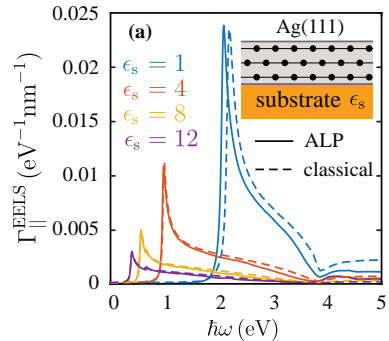 (a)
Ag(111)
substrate ϵs
ϵs = 1
ϵs = 4
ϵs = 8
ϵs = 12
ALP
classical
Γ∥^EELS (eV⁻¹nm⁻¹)
0.025
0.02
0.015
0.01
0.005
0
0 1 2 3 4 5
ℏω (eV)